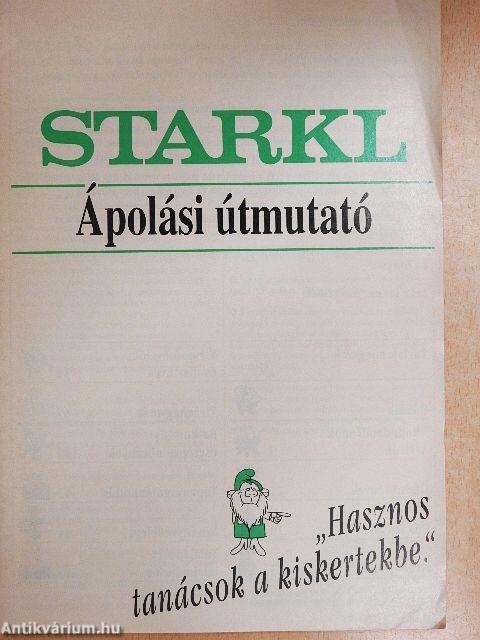 STARKL
Ápolási útmutató
„Hasznos
tanácsok a kiskertekbe.”
Antikvárium.hu